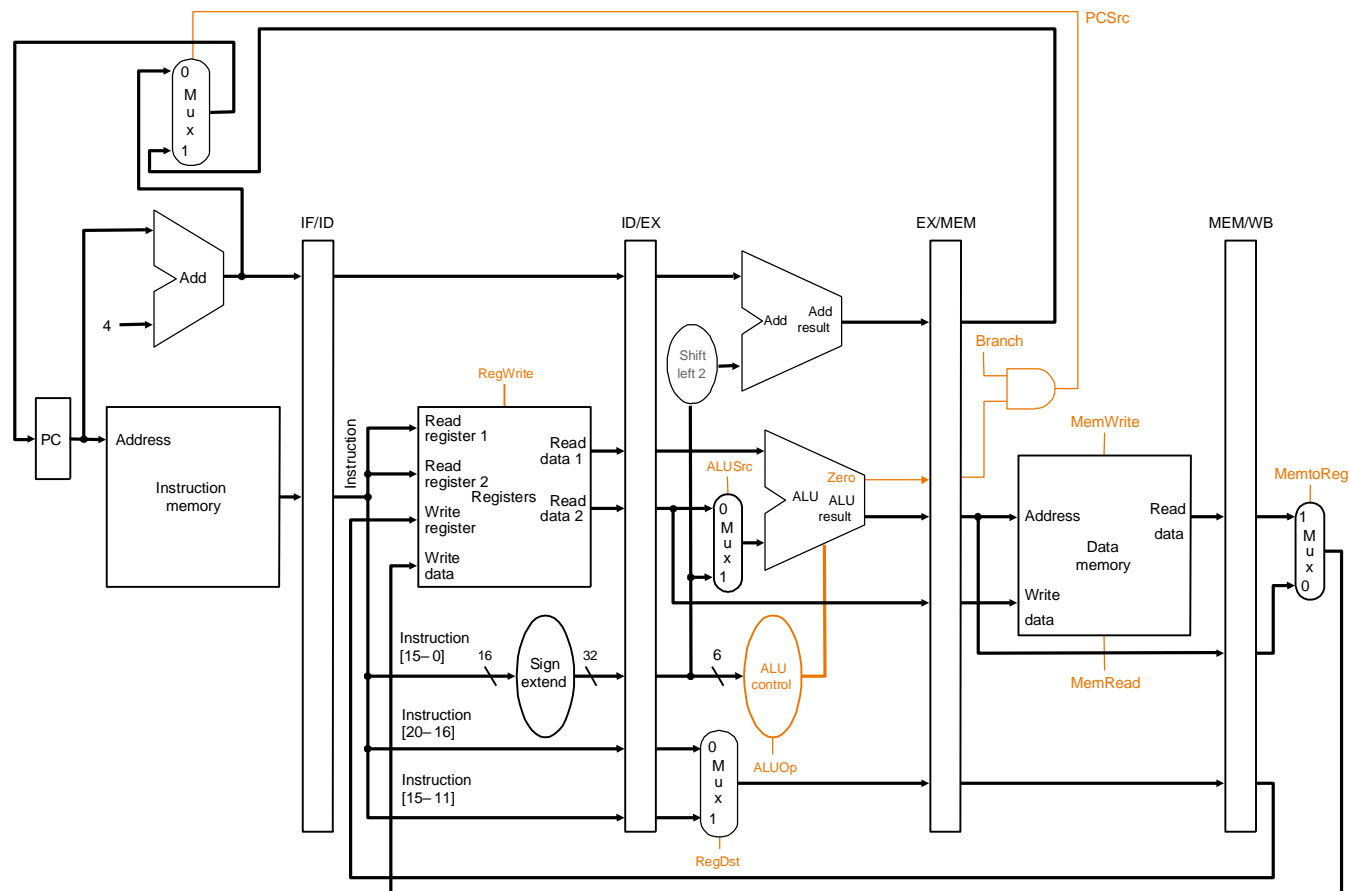 PCSrc
0
M
u
x
1
IF/ID
ID/EX
EX/MEM
MEM/WB
Add
4
Add
Add
result
Shift
left 2
Branch
RegWrite
PC
Address
Instruction
memory
Instruction
Read
register 1
Read
register 2
Write
register
Write
data
Registers
Read
data 1
Read
data 2
ALUSrc
0
M
u
x
1
Zero
ALU
ALU
result
MemWrite
Address
Read
data
Data
memory
Write
data
MemRead
MemtoReg
1
M
u
x
0
Instruction
[15–0]
16
Sign
extend
32
6
ALU
control
ALUOp
Instruction
[20–16]
Instruction
[15–11]
0
M
u
x
1
RegDst